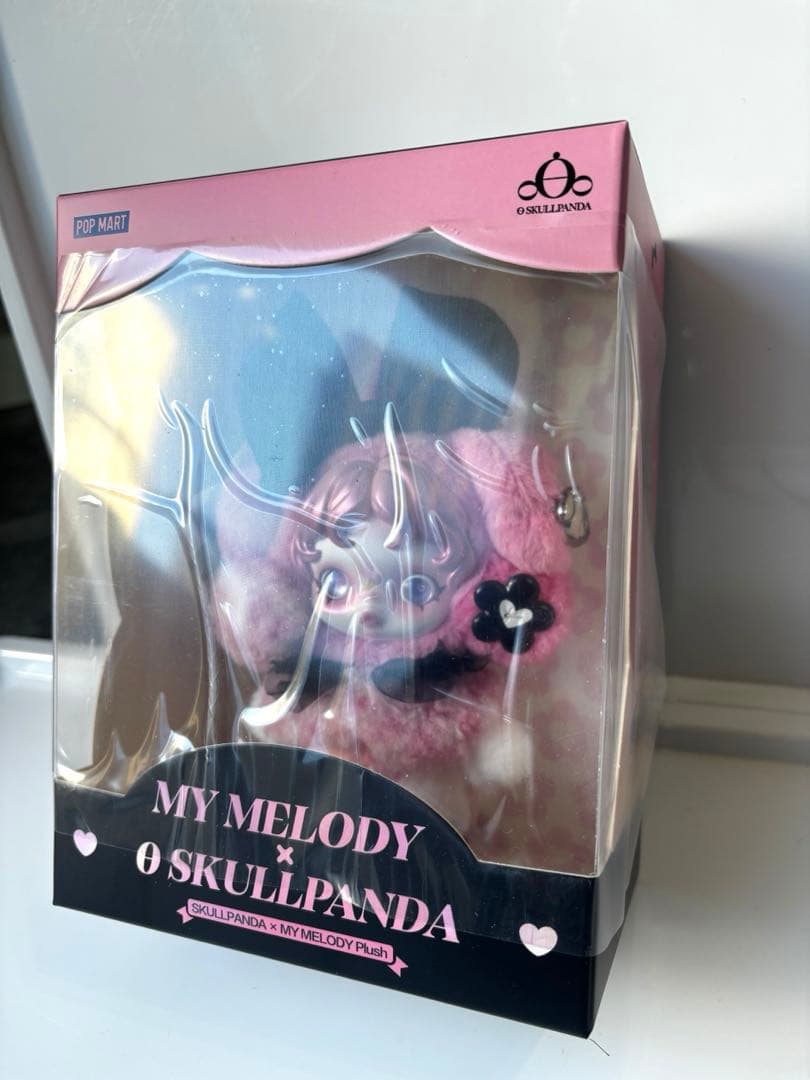 POP MART
Ѳ SKULLPANDA
MY MELODY
×
Ѳ SKULLPANDA
SKULLPANDA × MY MELODY Plush